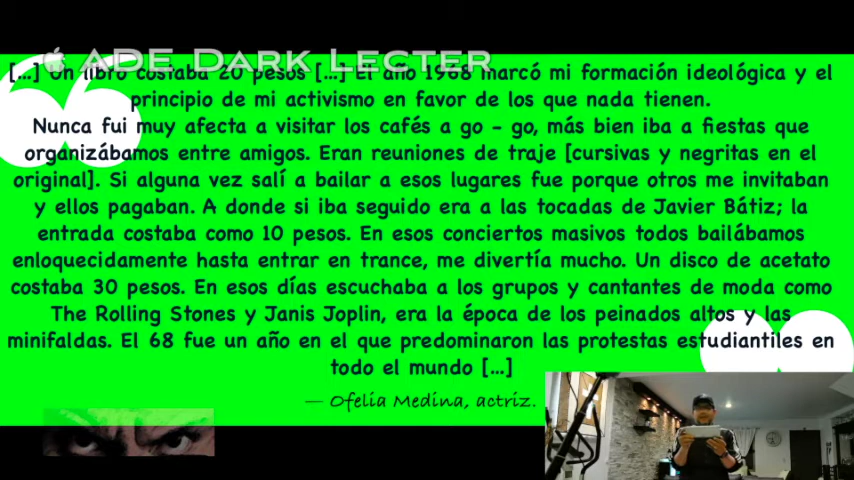 ADE DARK LECTER
[...] Un libro costaba 20 pesos [...] El año 1968 marcó mi formación ideológica y el
principio de mi activismo en favor de los que nada tienen.
Nunca fui muy afecta a visitar los cafés a go - go, más bien iba a fiestas que
organizábamos entre amigos. Eran reuniones de traje [cursivas y negritas en el
original]. Si alguna vez salí a bailar a esos lugares fue porque otros me invitaban
y ellos pagaban. A donde si iba seguido era a las tocadas de Javier Bátiz; la
entrada costaba como 10 pesos. En esos conciertos masivos todos bailábamos
enloquecidamente hasta entrar en trance, me divertía mucho. Un disco de acetato
costaba 30 pesos. En esos días escuchaba a los grupos y cantantes de moda como
The Rolling Stones y Janis Joplin, era la época de los peinados altos y las
minifaldas. El 68 fue un año en el que predominaron las protestas estudiantiles en
todo el mundo [...]
— Ofelia Medina, actriz.